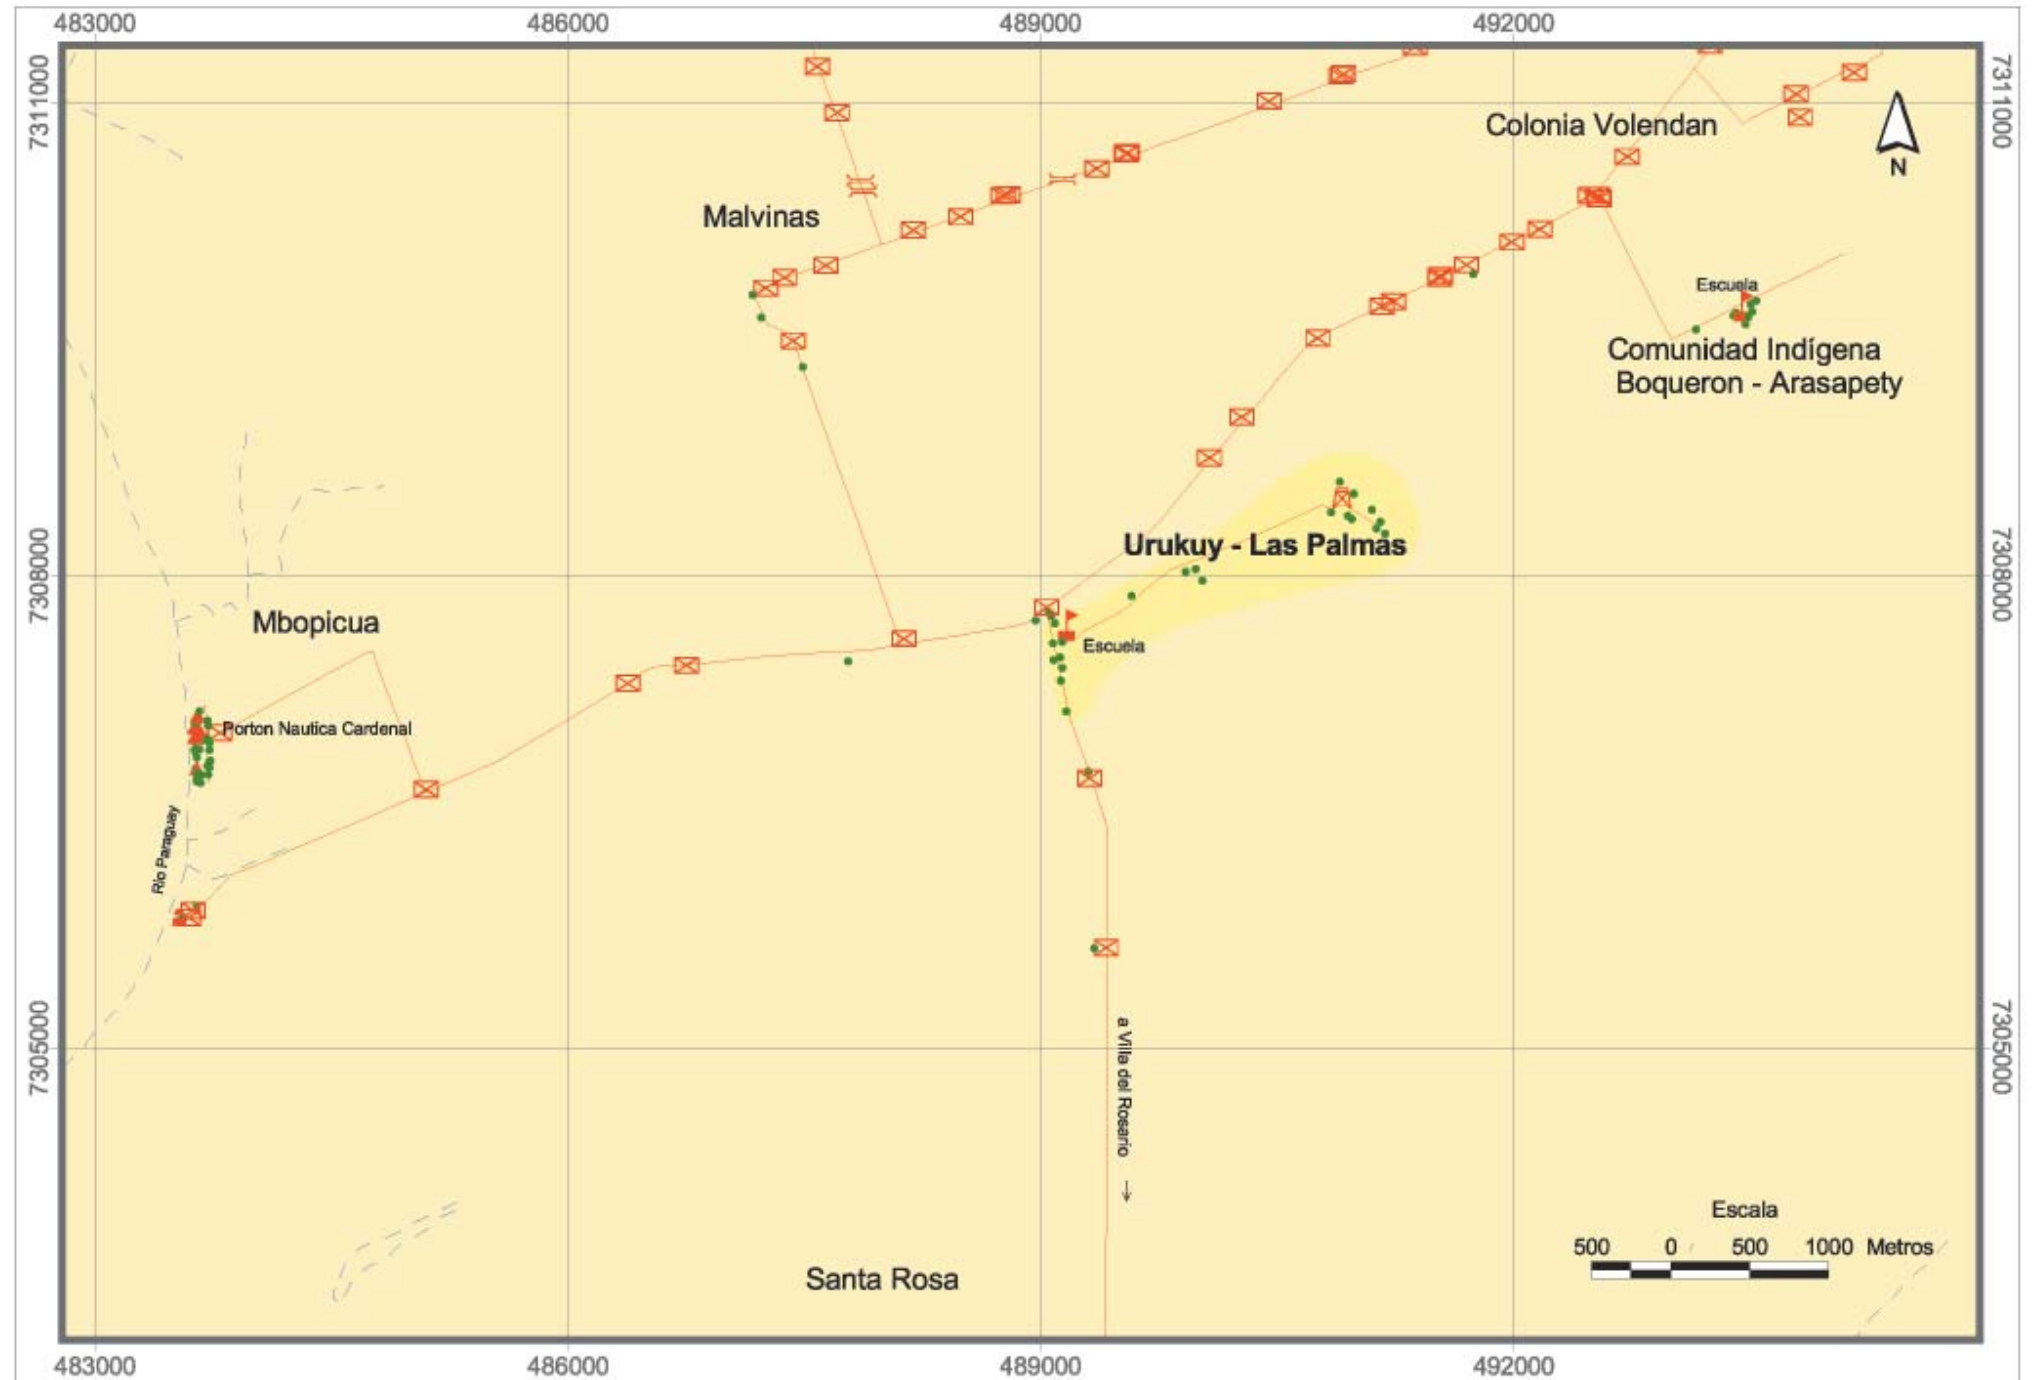 483000
486000
489000
492000
7311000
7311000
Colonia Volendan
N
Malvinas
Escuela
Comunidad Indígena
Boqueron - Arasapety
Urukuy - Las Palmas
7308000
7308000
Mbopicua
Escuela
Porton Nautica Cardenal
Rio Paraguay
7305000
7305000
a Villa del Rosario
Escala
500 0 500 1000 Metros
Santa Rosa
483000
486000
489000
492000